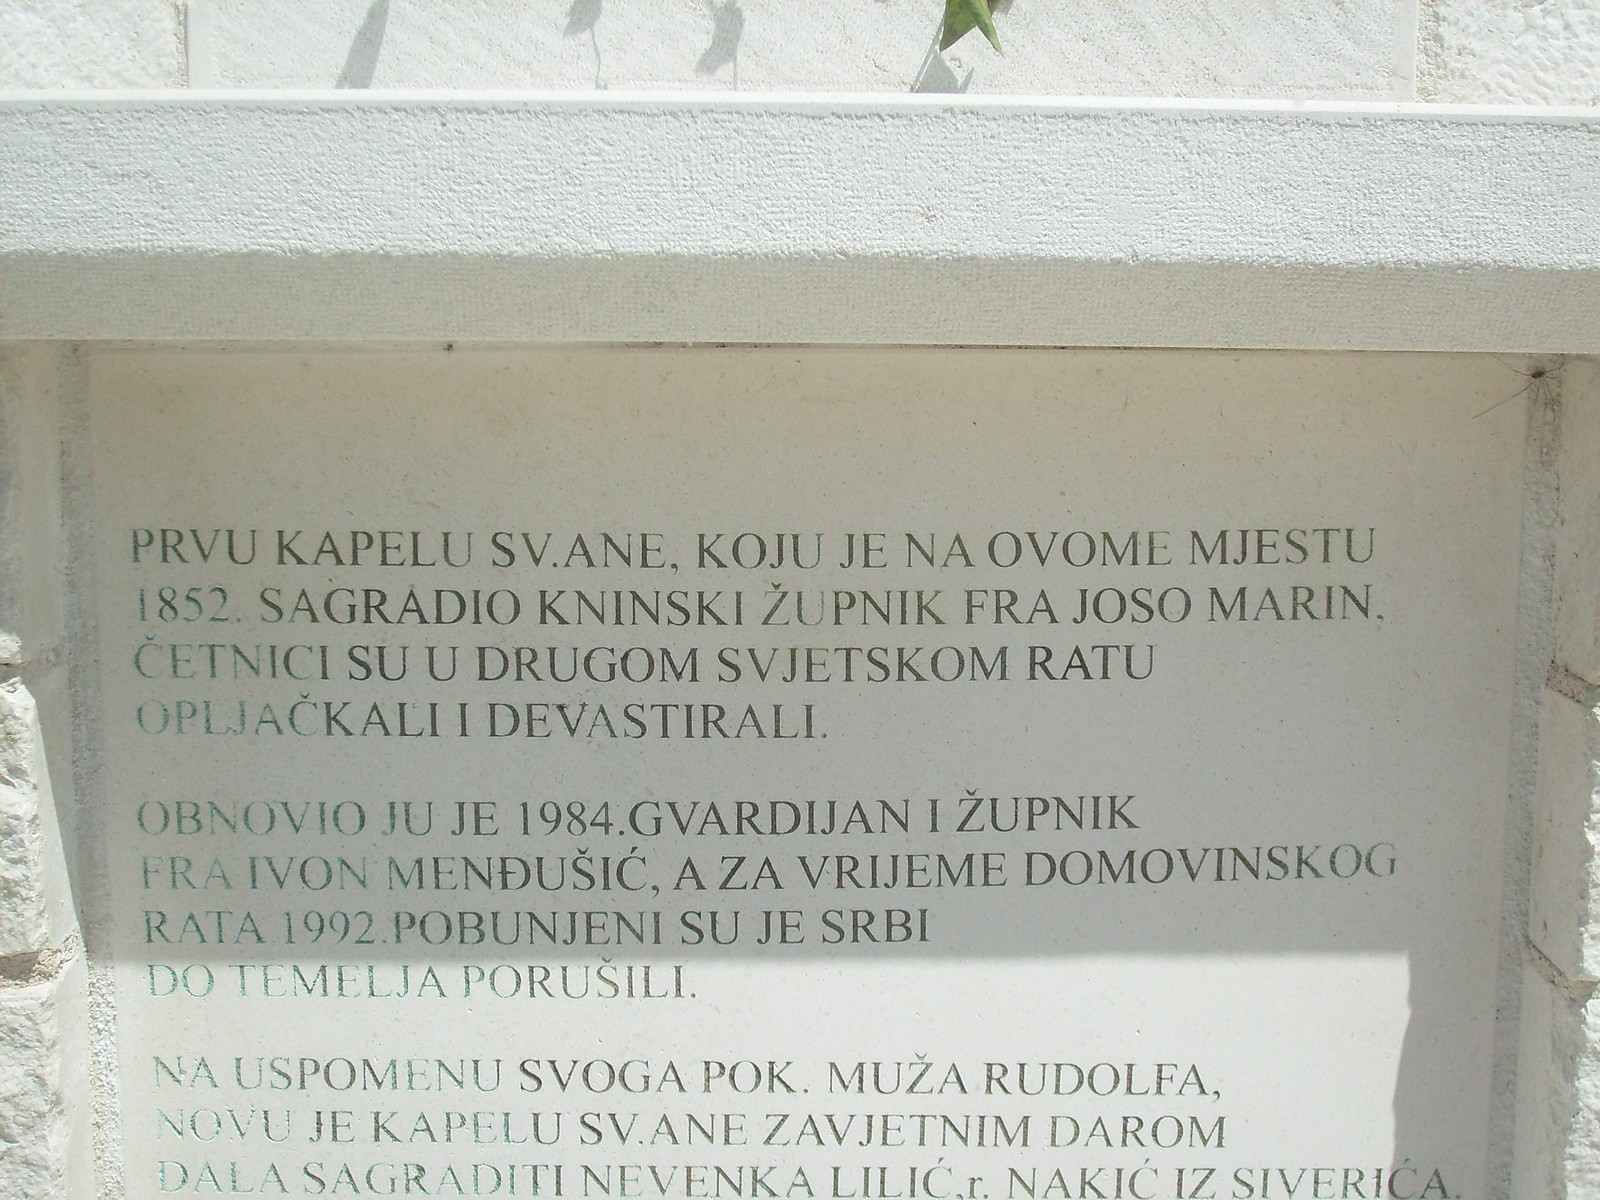 PRVU KAPELU SV.ANE, KOJU JE NA OVOME MJESTU
1852. SAGRADIO KNINSKI ŽUPNIK FRA JOSO MARIN,
ČETNICI SU U DRUGOM SVJETSKOM RATU
OPLJAČKALI I DEVASTIRALI.
OBNOVIO JU JE 1984.GVARDIJAN I ŽUPNIK
FRA IVON MENĐUŠIĆ, A ZA VRIJEME DOMOVINSKOG
RATA 1992.POBUNJENI SU JE SRBI
DO TEMELJA PORUŠILI.
NA USPOMENU SVOGA POK. MUŽA RUDOLFA,
NOVU JE KAPELU SV.ANE ZAVJETNIM DAROM
DALA SAGRADITI NEVENKA LILIĆ,r. NAKIĆ IZ SIVERIĆA